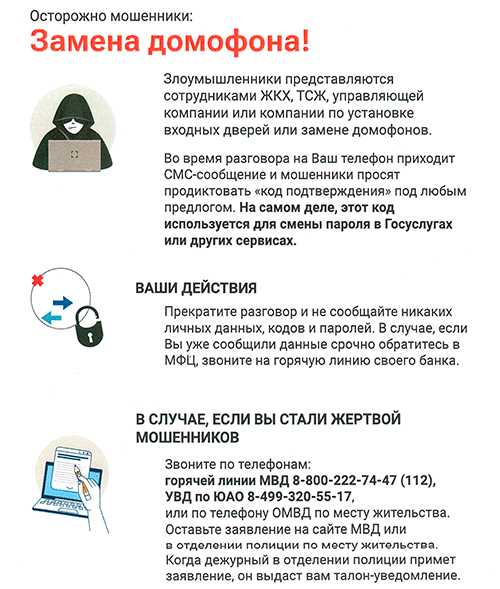 Осторожно мошенники:
Замена домофона!
Злоумышленники представляются
сотрудниками ЖКХ, ТСЖ, управляющей
компании или компании по установке
входных дверей или замене домофонов.
Во время разговора на Ваш телефон приходит
СМС-сообщение и мошенники просят
продиктовать «код подтверждения» под любым
предлогом. На самом деле, этот код
используется для смены пароля в Госуслугах
или других сервисах.
ВАШИ ДЕЙСТВИЯ
Прекратите разговор и не сообщайте никаких
личных данных, кодов и паролей. В случае, если
Вы уже сообщили данные срочно обратитесь в
МФЦ, звоните на горячую линию своего банка.
В СЛУЧАЕ, ЕСЛИ ВЫ СТАЛИ ЖЕРТВОЙ
МОШЕННИКОВ
Звоните по телефонам:
горячей линии МВД 8-800-222-74-47 (112),
УВД по ЮАО 8-499-320-55-17,
или по телефону ОМВД по месту жительства.
Оставьте заявление на сайте МВД или
в отделении полиции по месту жительства.
Когда дежурный в отделении полиции примет
заявление, он выдаст вам талон-уведомление.